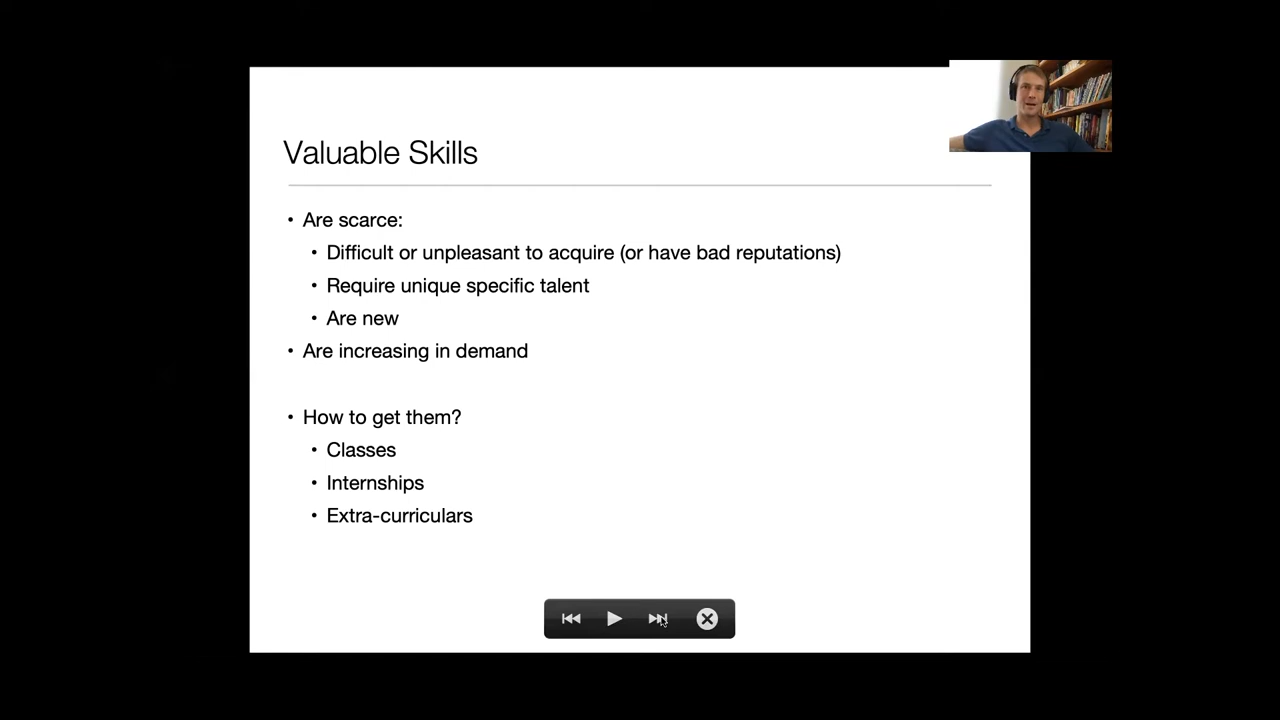 Valuable Skills
• Are scarce:
• Difficult or unpleasant to acquire (or have bad reputations)
• Require unique specific talent
• Are new
• Are increasing in demand
• How to get them?
• Classes
• Internships
• Extra-curriculars